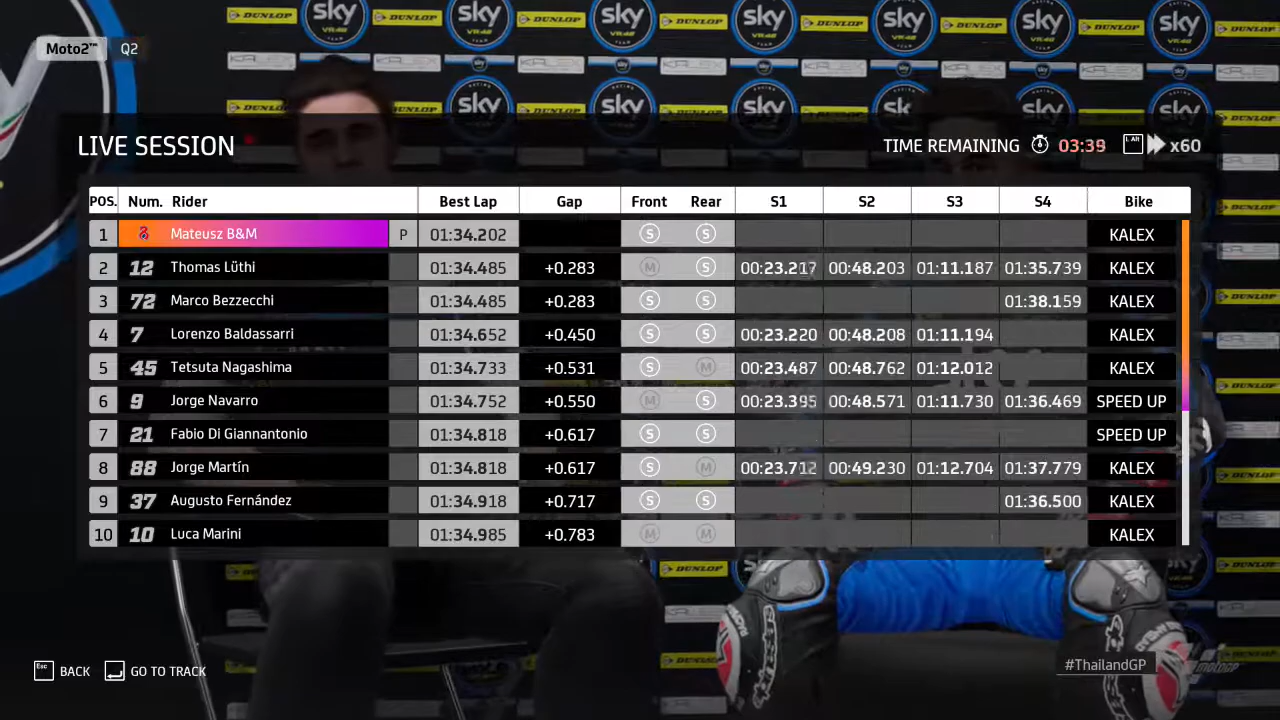 Moto2™ Q2
LIVE SESSION
TIME REMAINING 03:39 L Alt x60
POS. Num. Rider Best Lap Gap Front Rear S1 S2 S3 S4 Bike
1 Mateusz B&M P 01:34.202 S S KALEX
2 12 Thomas Lüthi 01:34.485 +0.283 M S 00:23.217 00:48.203 01:11.187 01:35.739 KALEX
3 72 Marco Bezzecchi 01:34.485 +0.283 S S 01:38.159 KALEX
4 7 Lorenzo Baldassarri 01:34.652 +0.450 S S 00:23.220 00:48.208 01:11.194 KALEX
5 45 Tetsuta Nagashima 01:34.733 +0.531 S M 00:23.487 00:48.762 01:12.012 KALEX
6 9 Jorge Navarro 01:34.752 +0.550 M S 00:23.395 00:48.571 01:11.730 01:36.469 SPEED UP
7 21 Fabio Di Giannantonio 01:34.818 +0.617 S S SPEED UP
8 88 Jorge Martín 01:34.818 +0.617 S M 00:23.712 00:49.230 01:12.704 01:37.779 KALEX
9 37 Augusto Fernández 01:34.918 +0.717 S S 01:36.500 KALEX
10 10 Luca Marini 01:34.985 +0.783 M M KALEX
Esc BACK GO TO TRACK
#ThailandGP